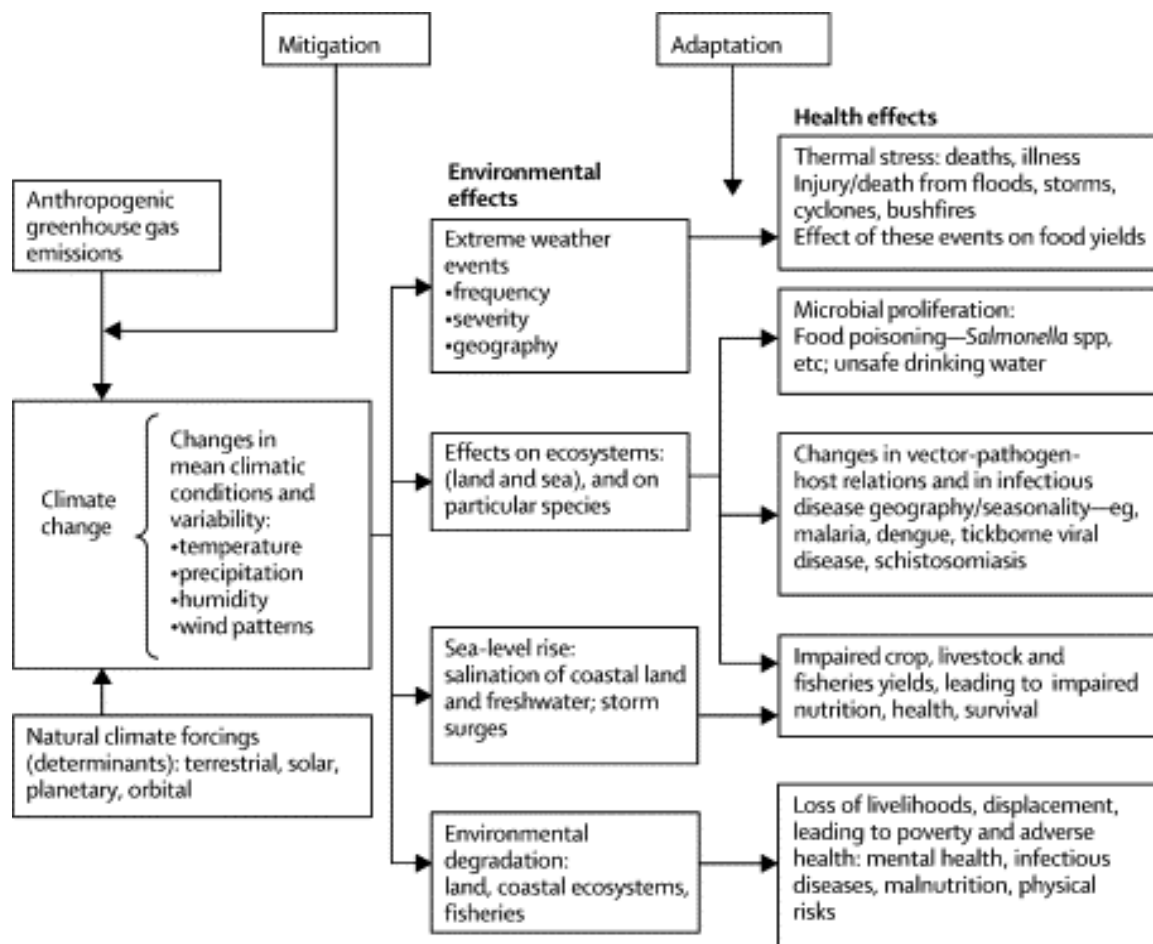 Mitigation
Adaptation
Health effects
Thermal stress: deaths, illness
Injury/death from floods, storms,
cyclones, bushfires
Effect of these events on food yields
Environmental
effects
Anthropogenic
greenhouse gas
emissions
Extreme weather
events
•frequency
•severity
•geography
Microbial proliferation:
Food poisoning—Salmonella spp,
etc; unsafe drinking water
Climate
change
Changes in
mean climatic
conditions and
variability:
•temperature
•precipitation
•humidity
•wind patterns
Effects on ecosystems:
(land and sea), and on
particular species
Changes in vector-pathogen-
host relations and in infectious
disease geography/seasonality—eg,
malaria, dengue, tickborne viral
disease, schistosomiasis
Sea-level rise:
salination of coastal land
and freshwater; storm
surges
Impaired crop, livestock and
fisheries yields, leading to impaired
nutrition, health, survival
Natural climate forcings
(determinants): terrestrial, solar,
planetary, orbital
Environmental
degradation:
land, coastal ecosystems,
fisheries
Loss of livelihoods, displacement,
leading to poverty and adverse
health: mental health, infectious
diseases, malnutrition, physical
risks